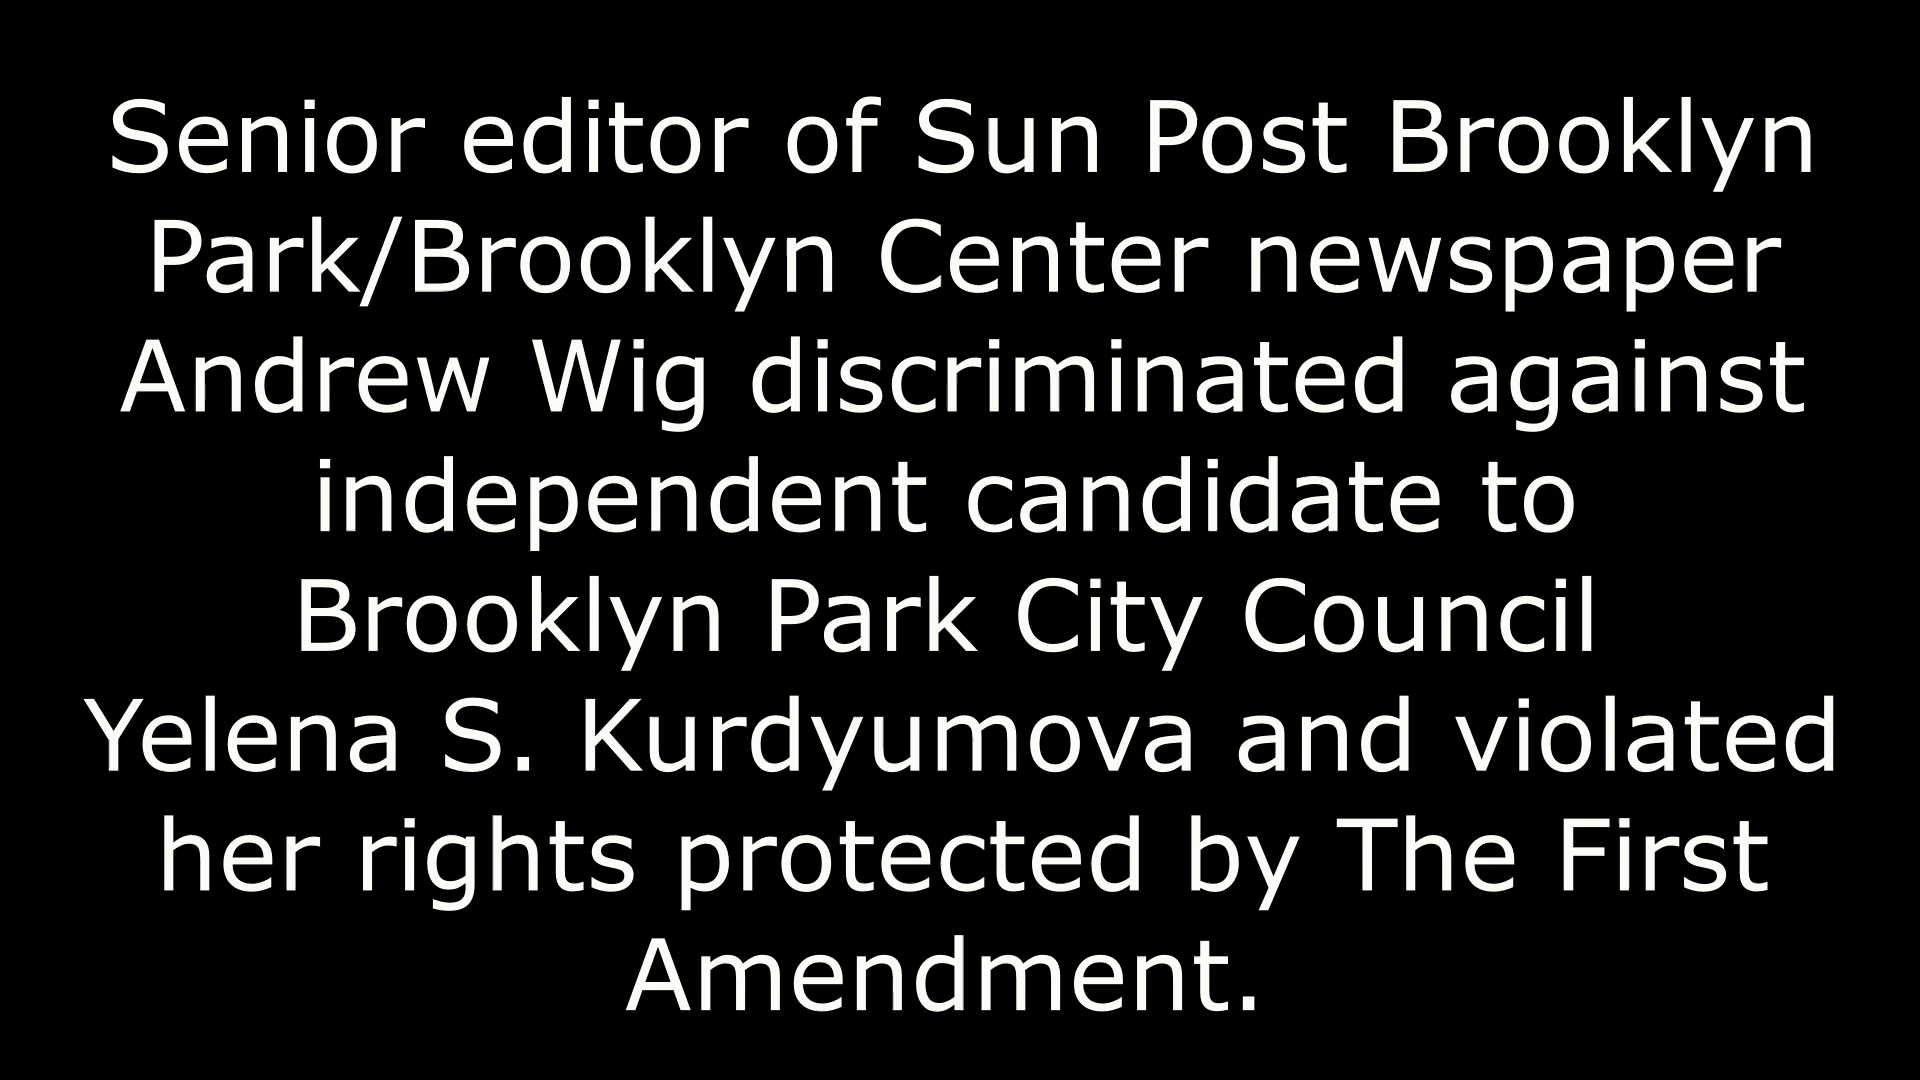 Senior editor of Sun Post Brooklyn
Park/Brooklyn Center newspaper
Andrew Wig discriminated against
independent candidate to
Brooklyn Park City Council
Yelena S. Kurdyumova and violated
her rights protected by The First
Amendment.